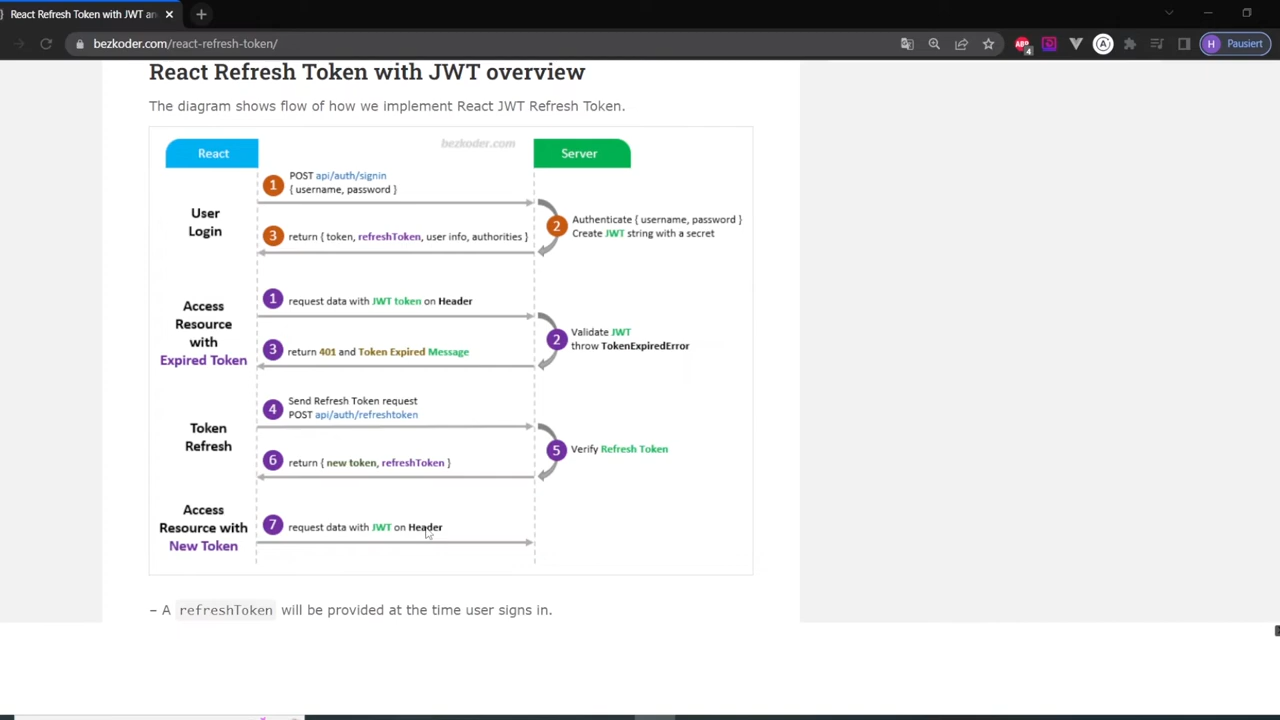 React Refresh Token with JWT an
bezkoder.com/react-refresh-token/
4
H
Pausiert
React Refresh Token with JWT overview
The diagram shows flow of how we implement React JWT Refresh Token.
bezkoder.com
React
Server
User
Login
1
POST api/auth/signin
{ username, password }
2
Authenticate { username, password }
Create JWT string with a secret
3
return { token, refreshToken, user info, authorities }
Access
Resource
with
Expired Token
1
request data with JWT token on Header
2
Validate JWT
throw TokenExpiredError
3
return 401 and Token Expired Message
Token
Refresh
4
Send Refresh Token request
POST api/auth/refreshtoken
5
Verify Refresh Token
6
return { new token, refreshToken }
Access
Resource with
New Token
7
request data with JWT on Header
– A refreshToken will be provided at the time user signs in.